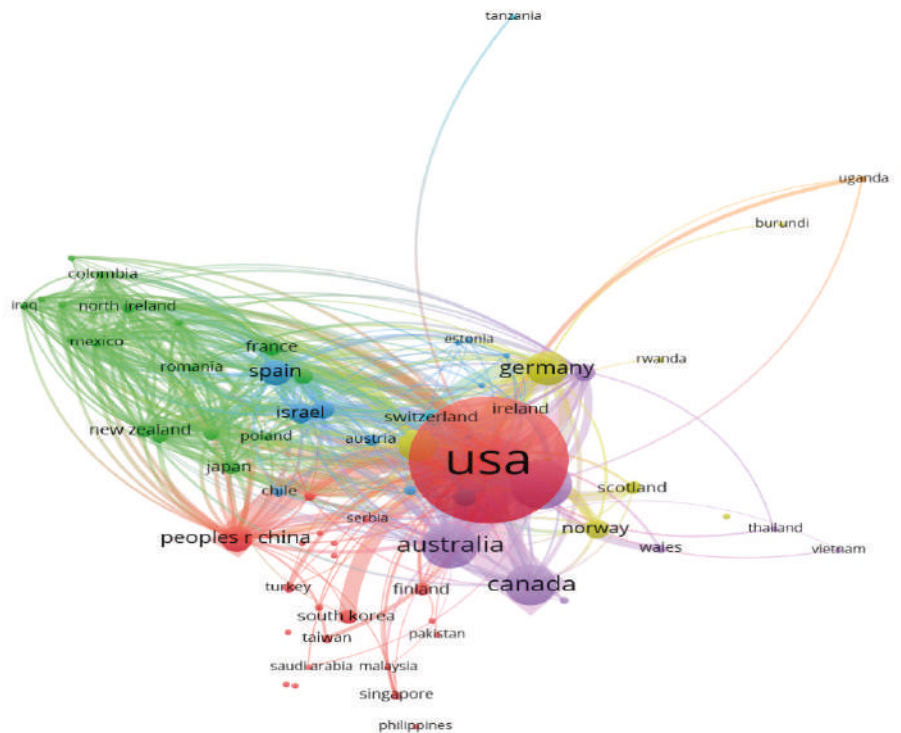 tanzania
uganda
burundi
colombia
iraq
north ireland
mexico
france
estonia
romania
spain
germany
rwanda
israel
switzerland
ireland
new zealand
poland
austria
usa
japan
chile
scotland
serbia
peoples r china
australia
norway
thailand
wales
vietnam
turkey
finland
canada
south korea
taiwan
pakistan
saudi arabia
malaysia
singapore
philippines